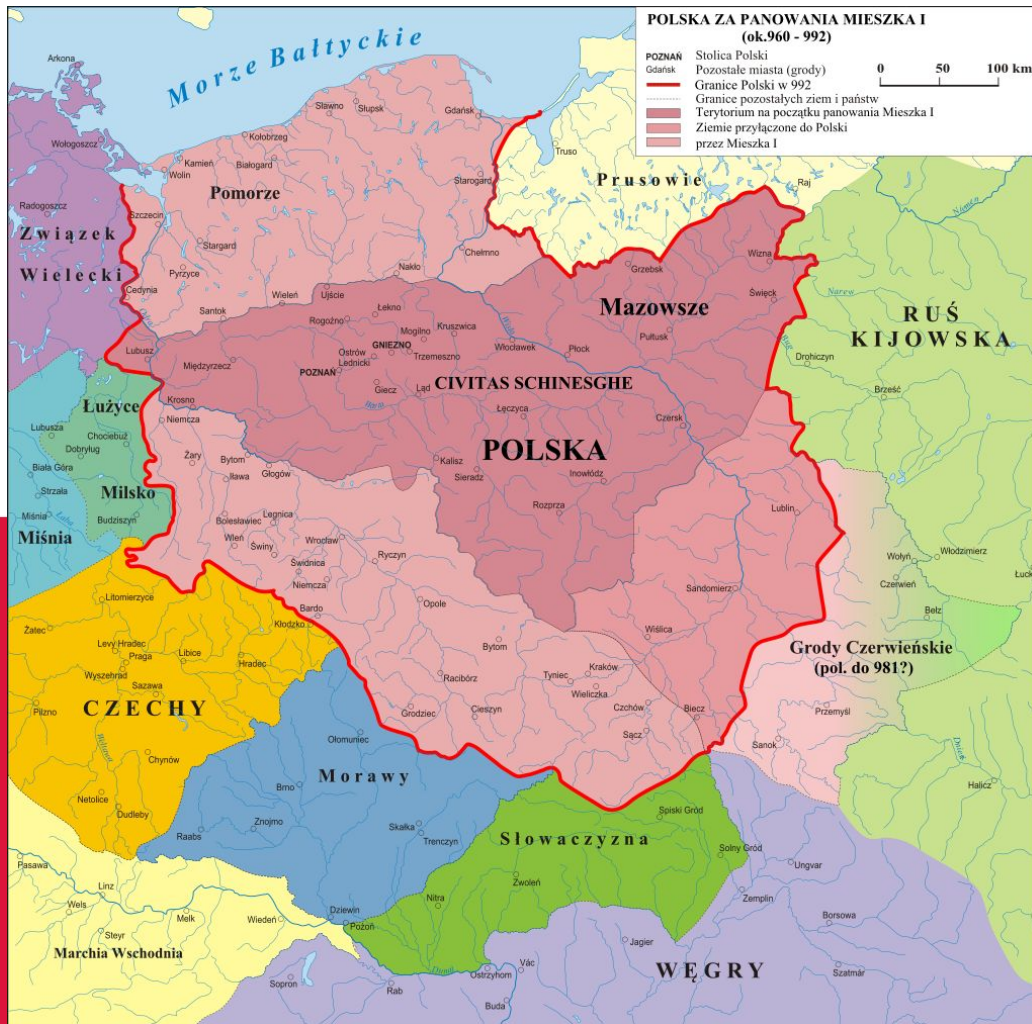 POLSKA ZA PANOWANIA MIESZKA I
(ok.960 - 992)
POZNAŃ Stolica Polski
Gdańsk Pozostałe miasta (grody)
Granice Polski w 992
Granice pozostałych ziem i państw
Terytorium na początku panowania Mieszka I
Ziemie przyłączone do Polski
przez Mieszka I
0 50 100 km
Morze Bałtyckie
Arkona
Sławno
Słupsk
Gdańsk
Kołobrzeg
Wołogoszcz
Kamień
Białogard
Wolin
Truso
Pomorze
Starogard
Prusowie
Raj
Niemen
Radogoszcz
Szczecin
Związek
Wielecki
Stargard
Chełmno
Pyrzyce
Nakło
Grzebsk
Wizna
Cedynia
Odra
Wieleń
Ujście
Santok
Łekno
Rogoźno
Mazowsze
Święck
Narew
RUŚ
KIJOWSKA
Mogilno
Kruszwica
Wisła
Pułtusk
Bug
GNIEZNO
Ostrów
Lednicki
Trzemeszno
Włocławek
Płock
Drohiczyn
Lubusz
Międzyrzecz
POZNAŃ
Giecz
Ląd
CIVITAS SCHINESGHE
Brześć
Krosno
Warta
Łęczyca
Łużyce
Niemcza
Czersk
Lubusza
Chociebuż
Dobryług
POLSKA
Żary
Bytom
Kalisz
Sieradz
Inowłódz
Biała Góra
Iława
Głogów
Strzała
Milsko
Rozprza
Lublin
Miśnia
Łaba
Budziszyn
Bolesławiec
Legnica
Miśnia
Wleń
Świny
Wrocław
Ryczyn
Wołyń
Włodzimierz
Świdnica
Czerwień
Łuck
Niemcza
Sandomierz
Litomierzyce
Opole
Bełz
Bardo
Kłodzko
Wiślica
Żatec
Levy Hradec
Praga
Libice
Hradec
Bytom
Grody Czerwieńskie
(pol. do 981?)
Wyszehrad
Kraków
Sazawa
Racibórz
Tyniec
Wieliczka
Pilzno
CZECHY
Grodziec
Cieszyn
Czchów
Biecz
Przemyśl
Sącz
Sanok
Ołomuniec
Chynów
Morawy
Halicz
Netolice
Brno
Dudleby
Spiski Gród
Raabs
Znojmo
Skałka
Trenczyn
Słowaczyzna
Solny Gród
Pasawa
Ungvar
Linz
Zwoleń
Zemplin
Wels
Nitra
Melk
Wiedeń
Dziewin
Pożoń
Borsowa
Steyr
Jagier
Marchia Wschodnia
WĘGRY
Vác
Ostrzyhom
Szatmár
Sopron
Rab
Buda